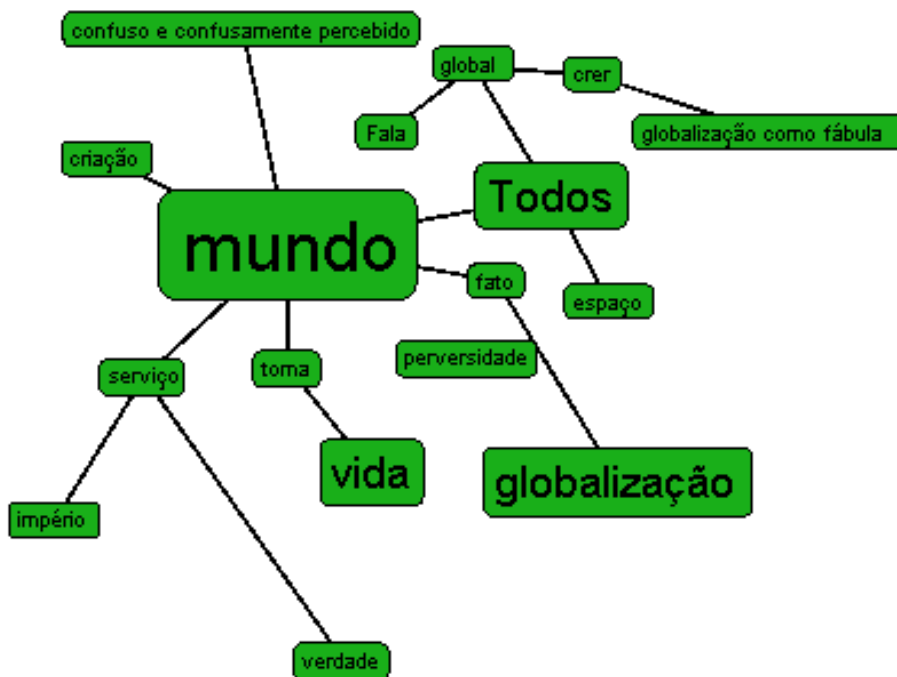 confuso e confusamente percebido
global
crer
Fala
globalização como fábula
criação
Todos
mundo
fato
espaço
perversidade
serviço
toma
vida
globalização
império
verdade